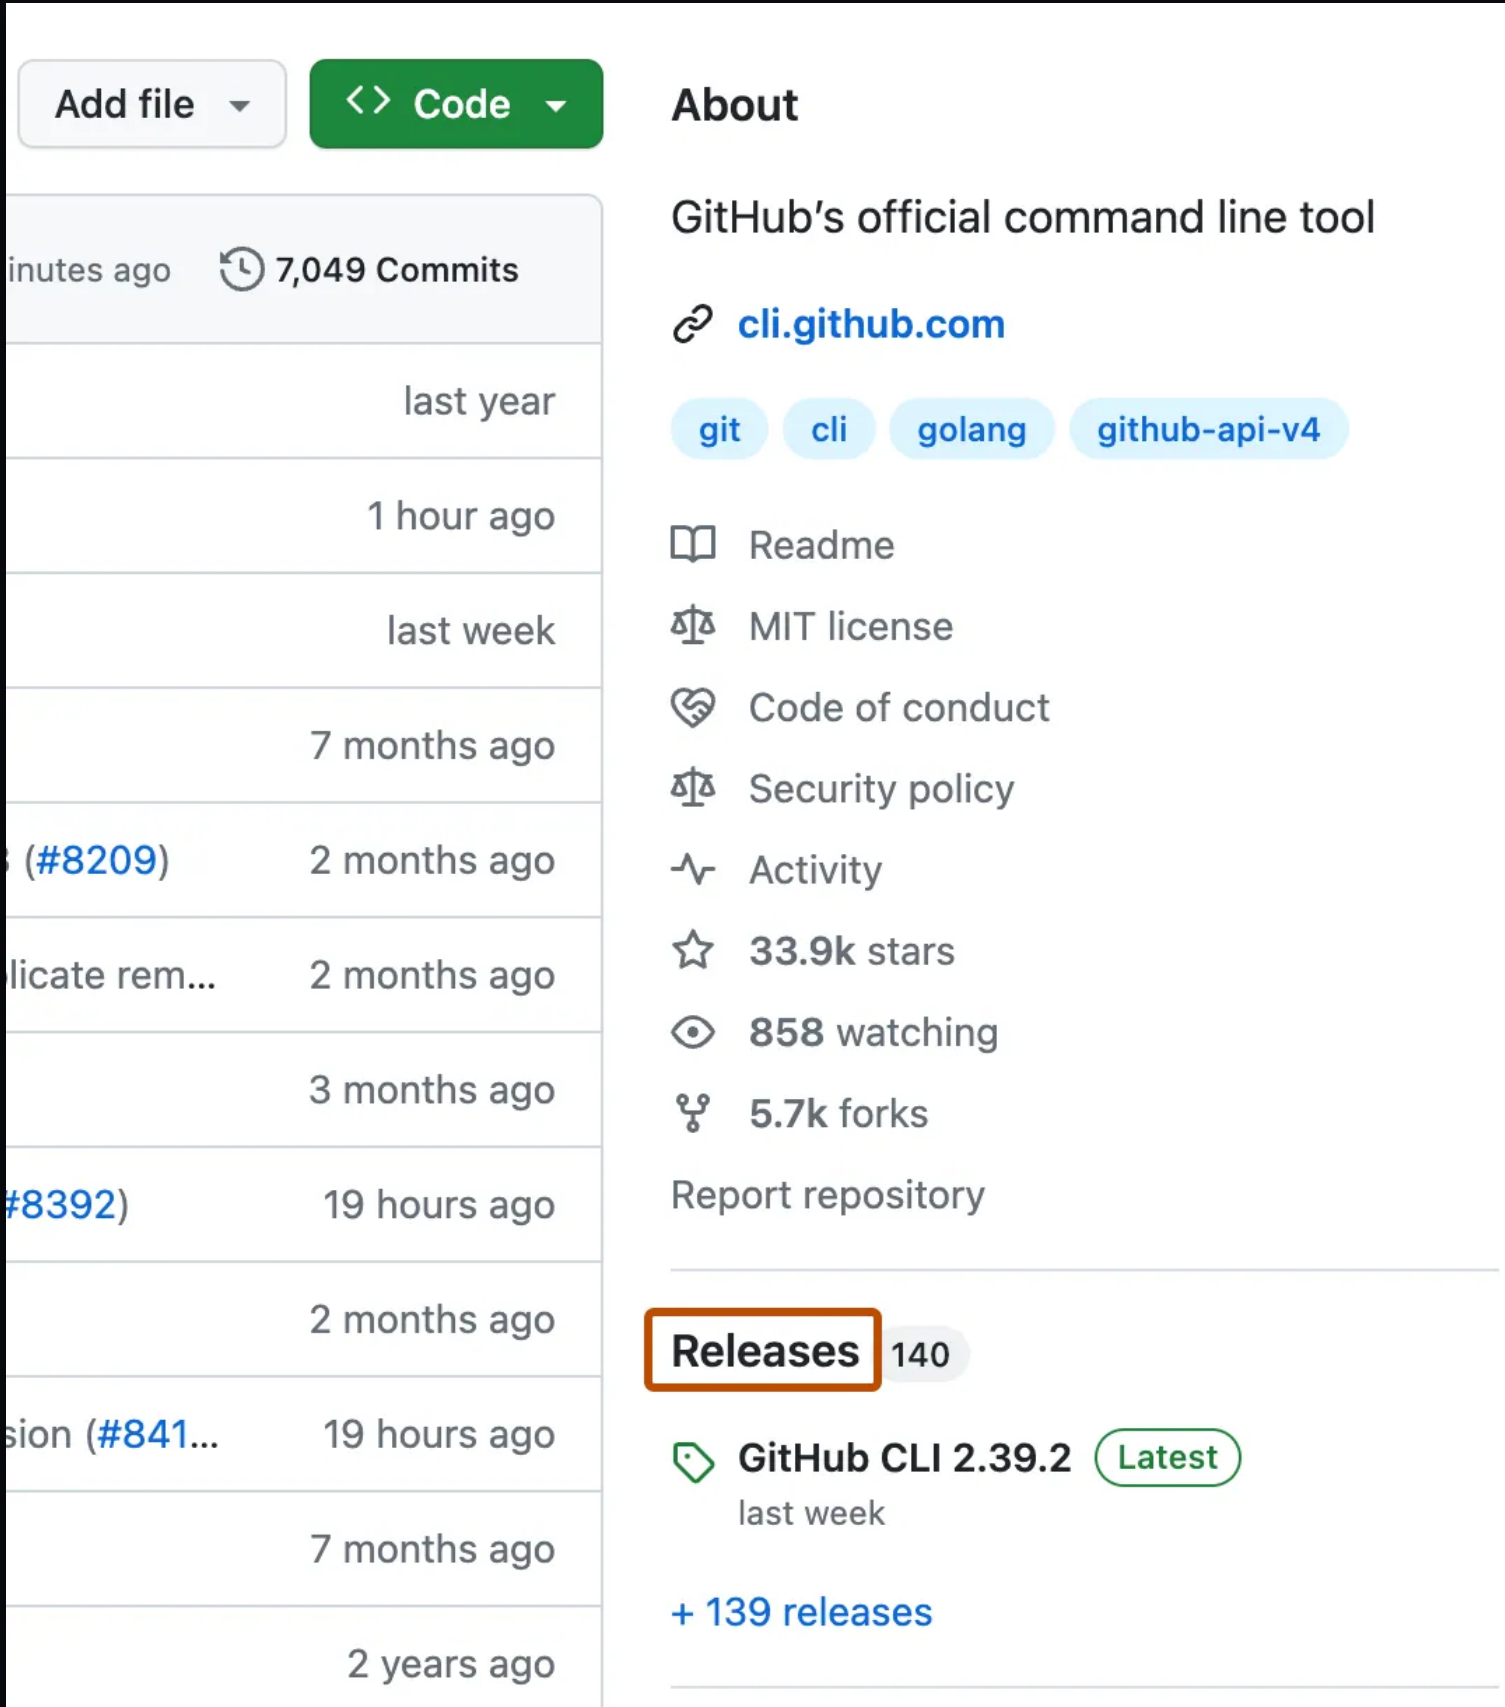 Add file
<> Code
inutes ago 7,049 Commits
last year
1 hour ago
last week
7 months ago
(#8209) 2 months ago
licate rem... 2 months ago
3 months ago
#8392) 19 hours ago
2 months ago
sion (#841... 19 hours ago
7 months ago
2 years ago
About
GitHub’s official command line tool
cli.github.com
git cli golang github-api-v4
Readme
MIT license
Code of conduct
Security policy
Activity
33.9k stars
858 watching
5.7k forks
Report repository
Releases 140
GitHub CLI 2.39.2 Latest
last week
+ 139 releases